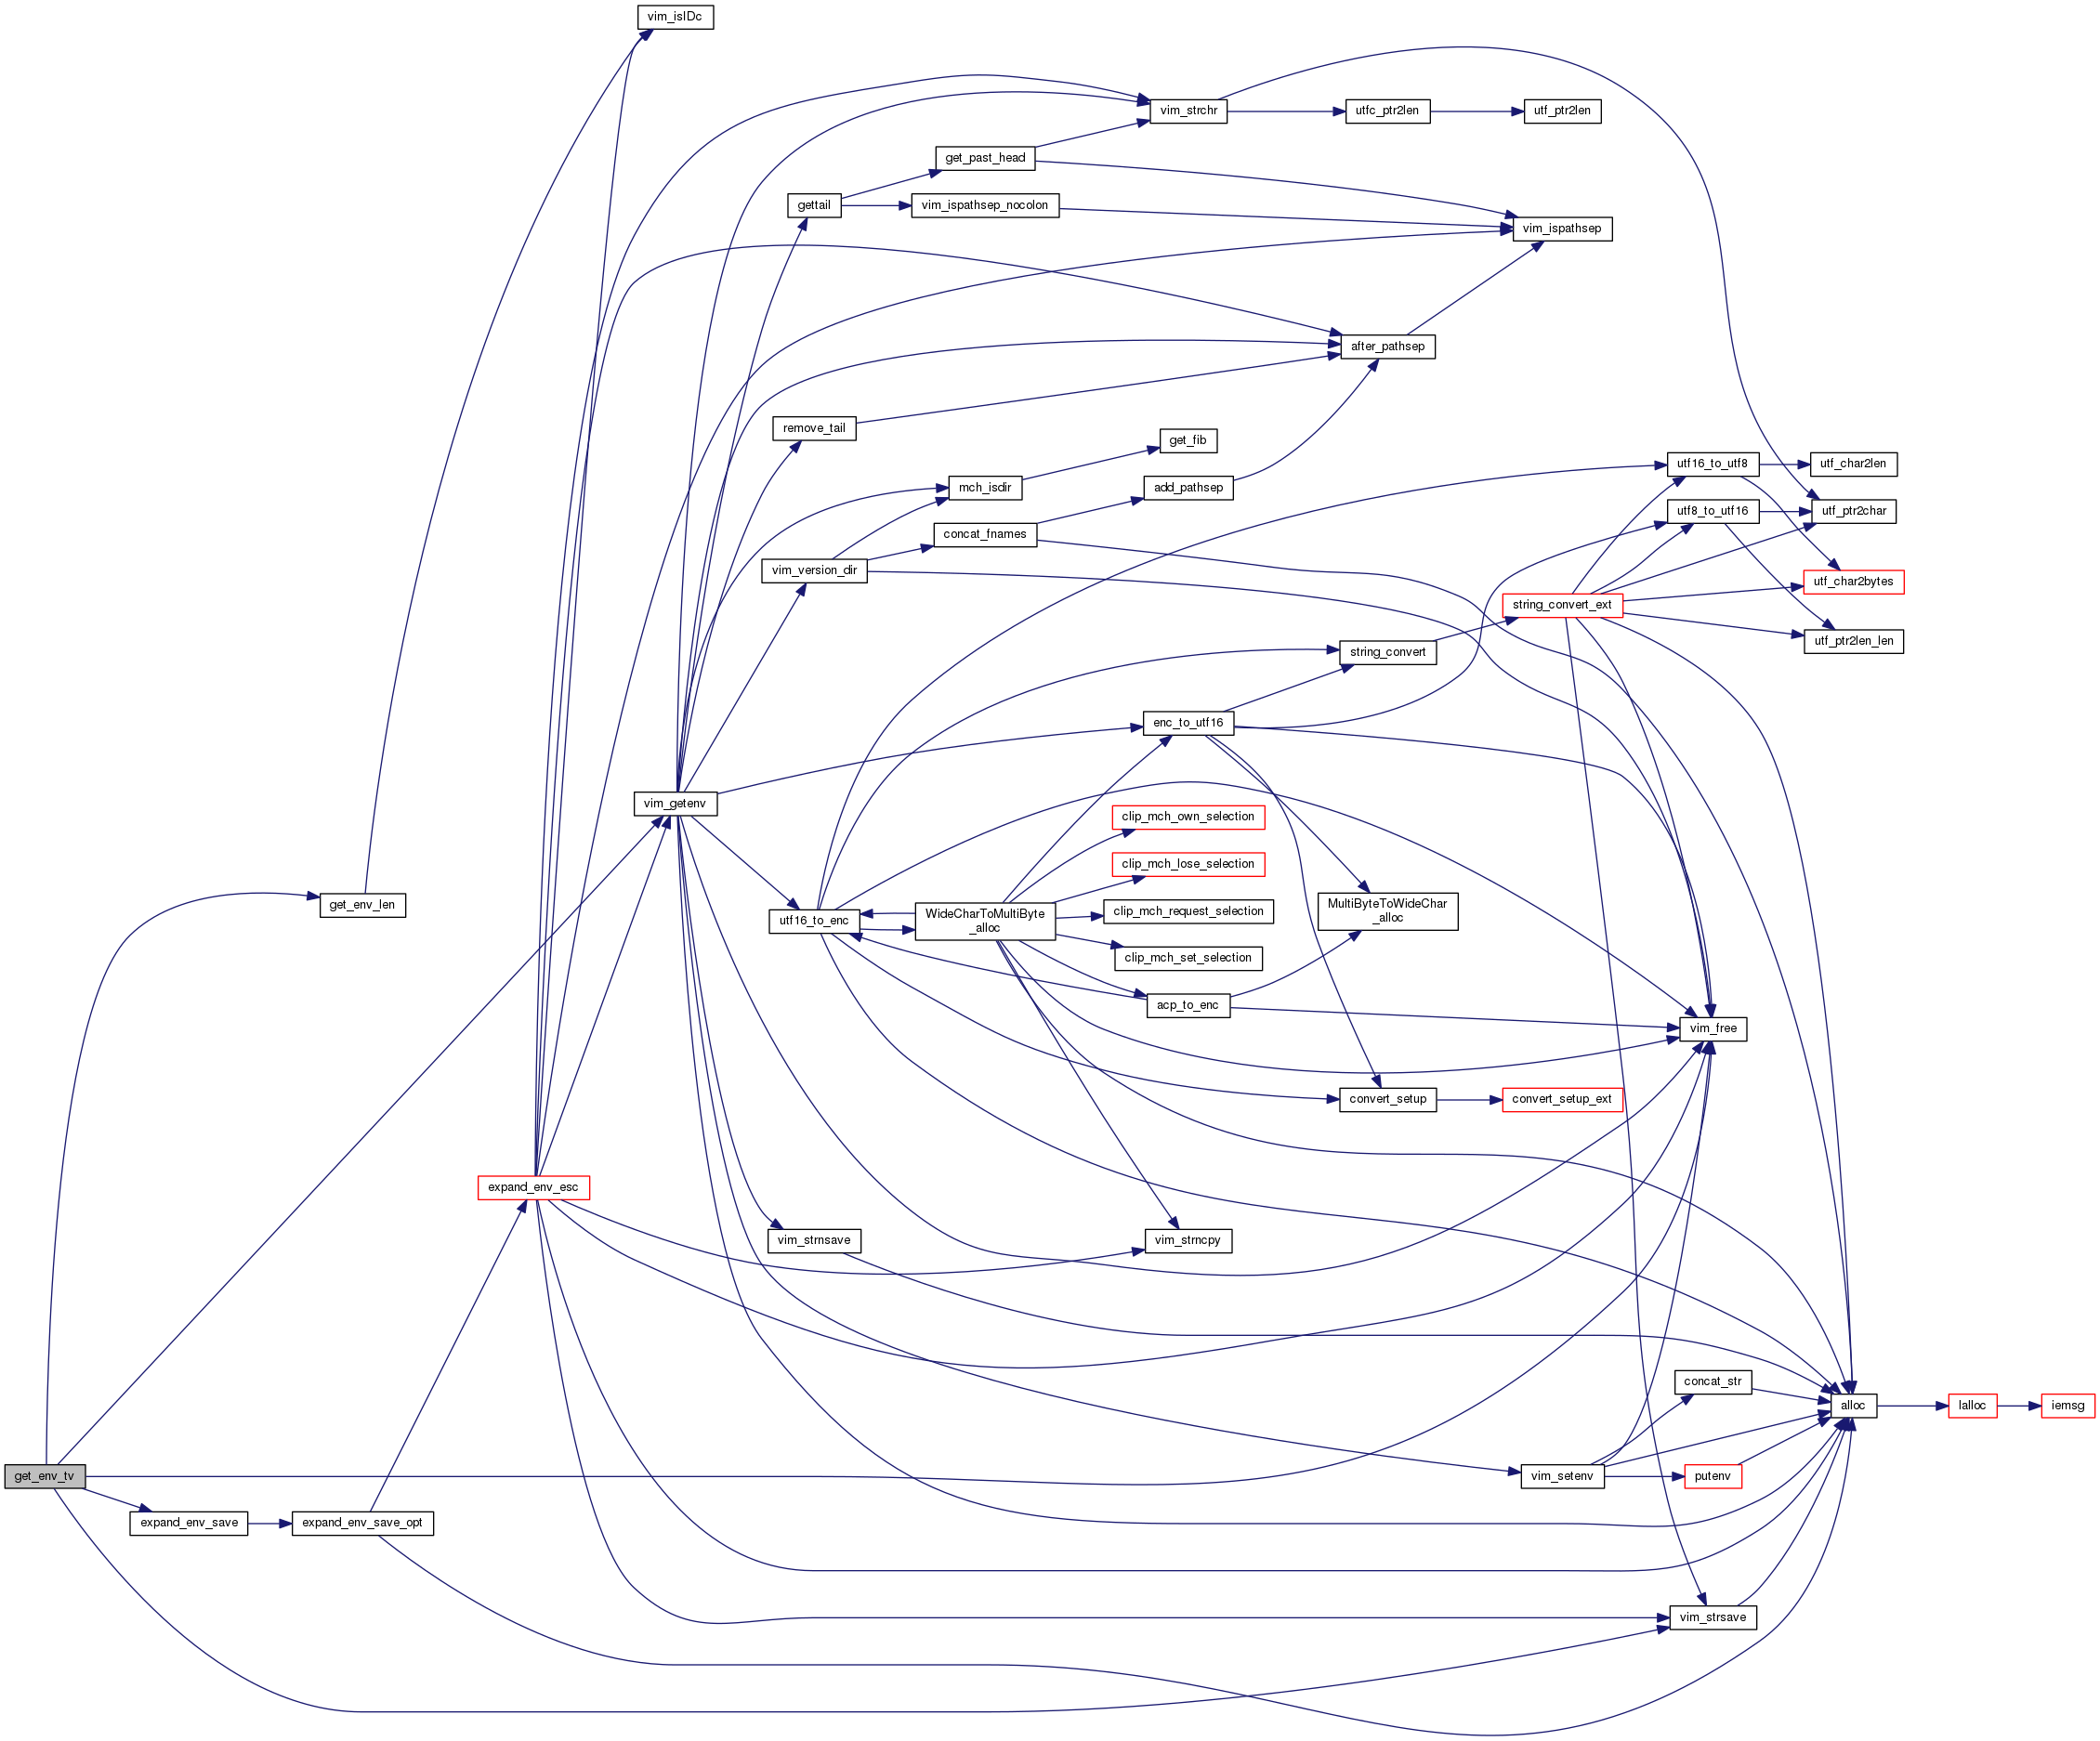 vim_isIDc
vim_strchr
utfc_ptr2len
utf_ptr2len
get_past_head
gettail
vim_ispathsep_nocolon
vim_ispathsep
after_pathsep
remove_tail
get_fib
mch_isdir
add_pathsep
utf16_to_utf8
utf_char2len
utf8_to_utf16
utf_ptr2char
concat_fnames
vim_version_dir
utf_char2bytes
string_convert_ext
utf_ptr2len_len
string_convert
enc_to_utf16
vim_getenv
clip_mch_own_selection
clip_mch_lose_selection
get_env_len
utf16_to_enc
WideCharToMultiByte
_alloc
clip_mch_request_selection
MultiByteToWideChar
_alloc
clip_mch_set_selection
acp_to_enc
vim_free
convert_setup
convert_setup_ext
expand_env_esc
vim_strnsave
vim_strncpy
concat_str
alloc
lalloc
iemsg
get_env_tv
vim_setenv
putenv
expand_env_save
expand_env_save_opt
vim_strsave